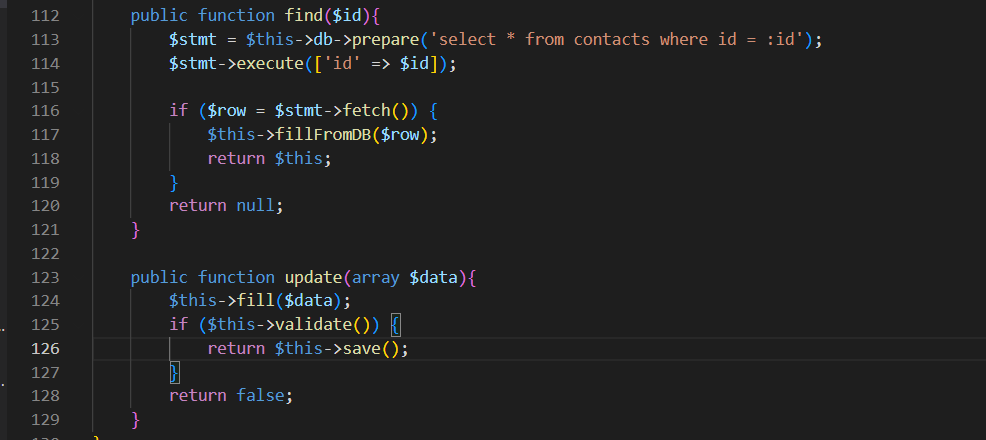 112 public function find($id){
113 $stmt = $this->db->prepare('select * from contacts where id = :id');
114 $stmt->execute(['id' => $id]);
115
116 if ($row = $stmt->fetch()) {
117 $this->fillFromDB($row);
118 return $this;
119 }
120 return null;
121 }
122
123 public function update(array $data){
124 $this->fill($data);
125 if ($this->validate()) {
126 return $this->save();
127 }
128 return false;
129 }